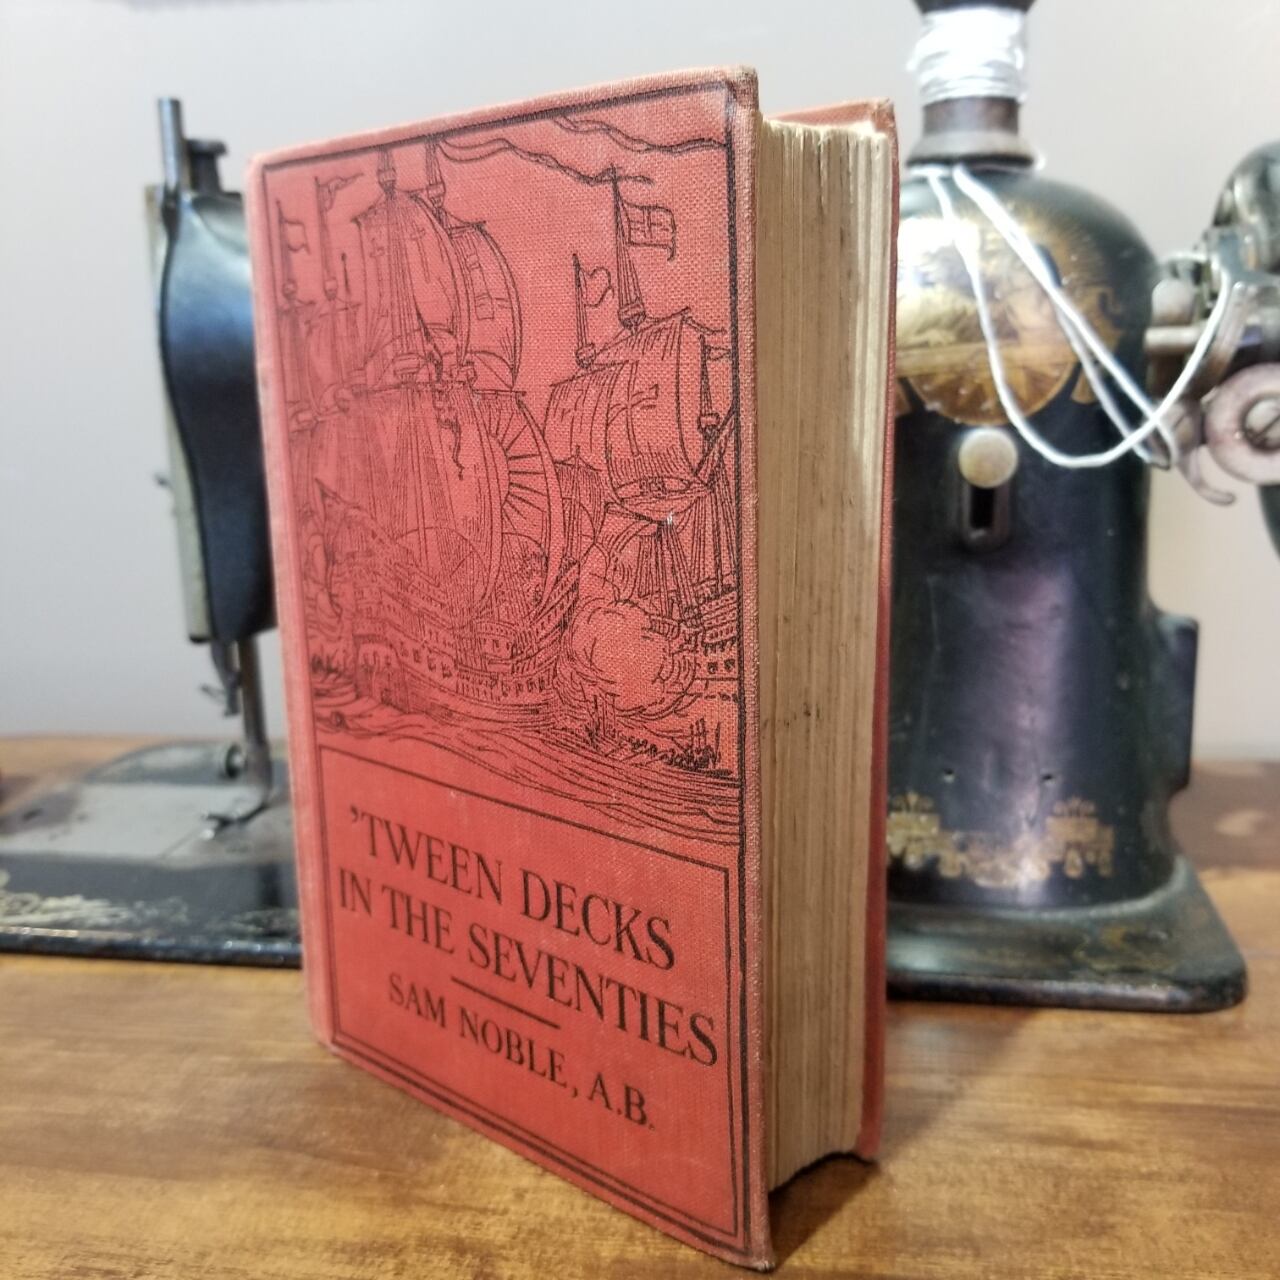 ’TWEEN DECKS
IN THE SEVENTIES
SAM NOBLE, A.B.